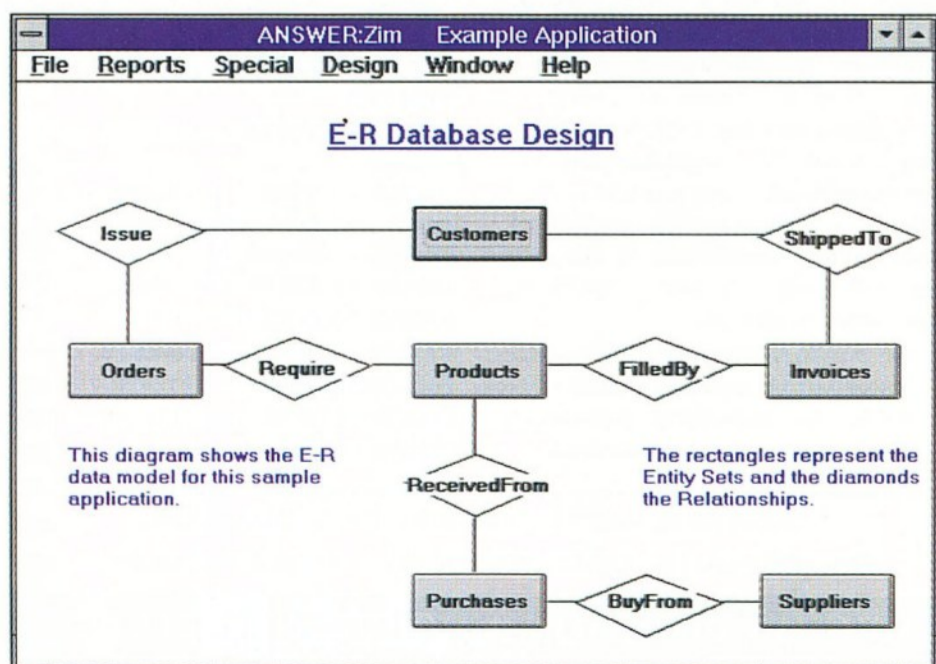 ANSWER:Zim Example Application
File Reports Special Design Window Help
E-R Database Design
Issue
Customers
ShippedTo
Orders
Require
Products
FilledBy
Invoices
This diagram shows the E-R
data model for this sample
application.
The rectangles represent the
Entity Sets and the diamonds
the Relationships.
ReceivedFrom
Purchases
BuyFrom
Suppliers